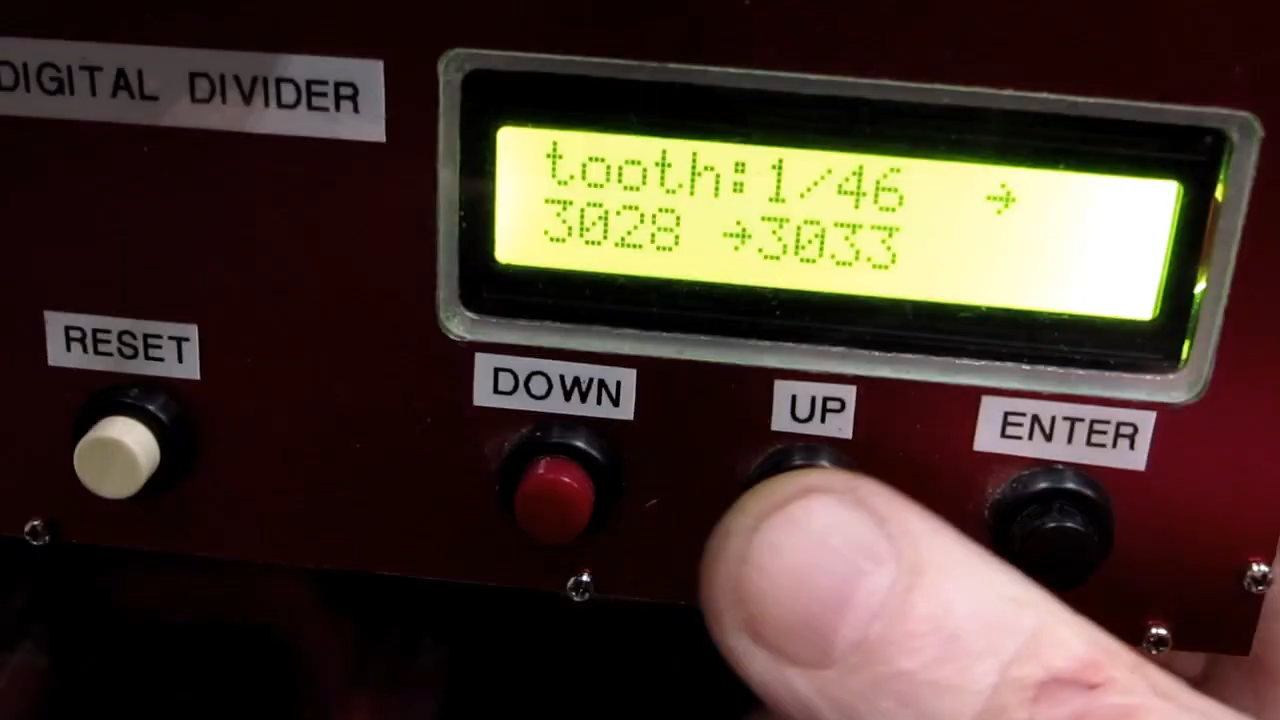 DIGITAL DIVIDER
tooth:1/46 →
3028 →3033
RESET
DOWN
UP
ENTER